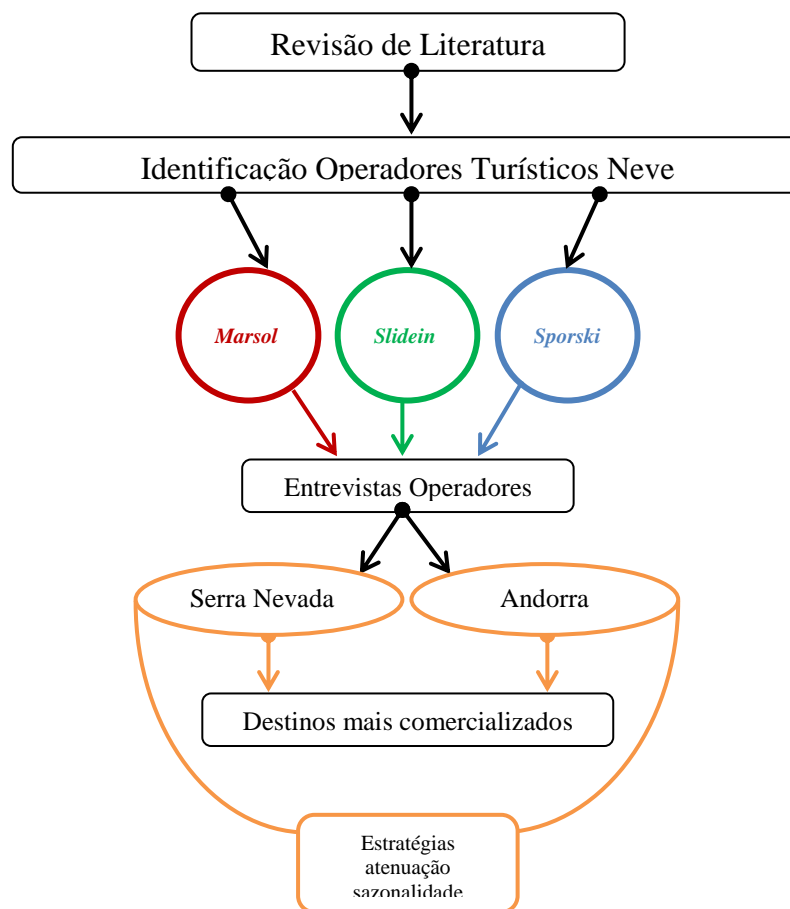 Revisão de Literatura
Identificação Operadores Turísticos Neve
Marsol
Slidein
Sporski
Entrevistas Operadores
Serra Nevada
Andorra
Destinos mais comercializados
Estratégias
atenuação
sazonalidade